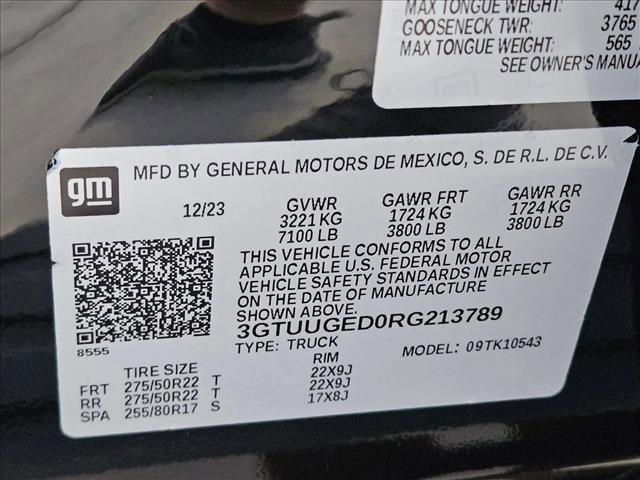 MAX TONGUE WEIGHT: 417
GOOSENECK TWR: 3765
MAX TONGUE WEIGHT: 565
SEE OWNER'S
gm
MFD BY GENERAL MOTORS DE MEXICO, S. DE R.L. DE C.V.
12/23 GVWR GAWR FRT GAWR RR
3221 KG 1724 KG 1724 KG
7100 LB 3800 LB 3800 LB
THIS VEHICLE CONFORMS TO ALL
APPLICABLE U.S. FEDERAL MOTOR
VEHICLE SAFETY STANDARDS IN EFFECT
ON THE DATE OF MANUFACTURE
SHOWN ABOVE.
3GTUUGED0RG213789
8555
TYPE: TRUCK MODEL: 09TK10543
TIRE SIZE RIM
FRT 275/50R22 T 22X9J
RR 275/50R22 T 22X9J
SPA 255/80R17 S 17X8J